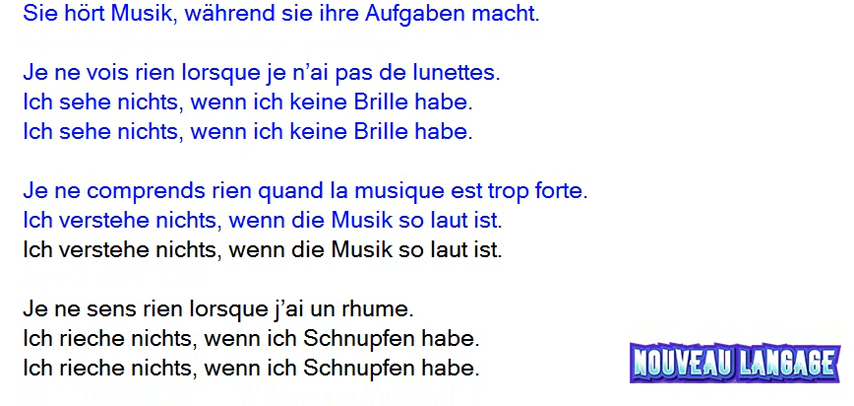 Sie hört Musik, während sie ihre Aufgaben macht.
Je ne vois rien lorsque je n'ai pas de lunettes.
Ich sehe nichts, wenn ich keine Brille habe.
Ich sehe nichts, wenn ich keine Brille habe.
Je ne comprends rien quand la musique est trop forte.
Ich verstehe nichts, wenn die Musik so laut ist.
Ich verstehe nichts, wenn die Musik so laut ist.
Je ne sens rien lorsque j'ai un rhume.
Ich rieche nichts, wenn ich Schnupfen habe.
Ich rieche nichts, wenn ich Schnupfen habe.
NOUVEAU LANGAGE